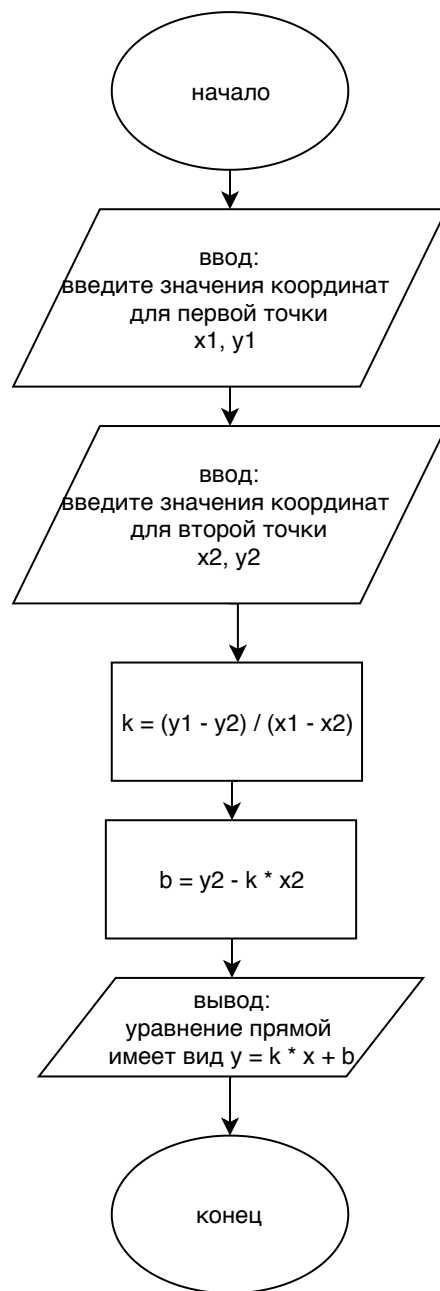 начало
ввод:
введите значения координат
для первой точки
x1, y1
ввод:
введите значения координат
для второй точки
x2, y2
k = (y1 - y2) / (x1 - x2)
b = y2 - k * x2
вывод:
уравнение прямой
имеет вид y = k * x + b
конец